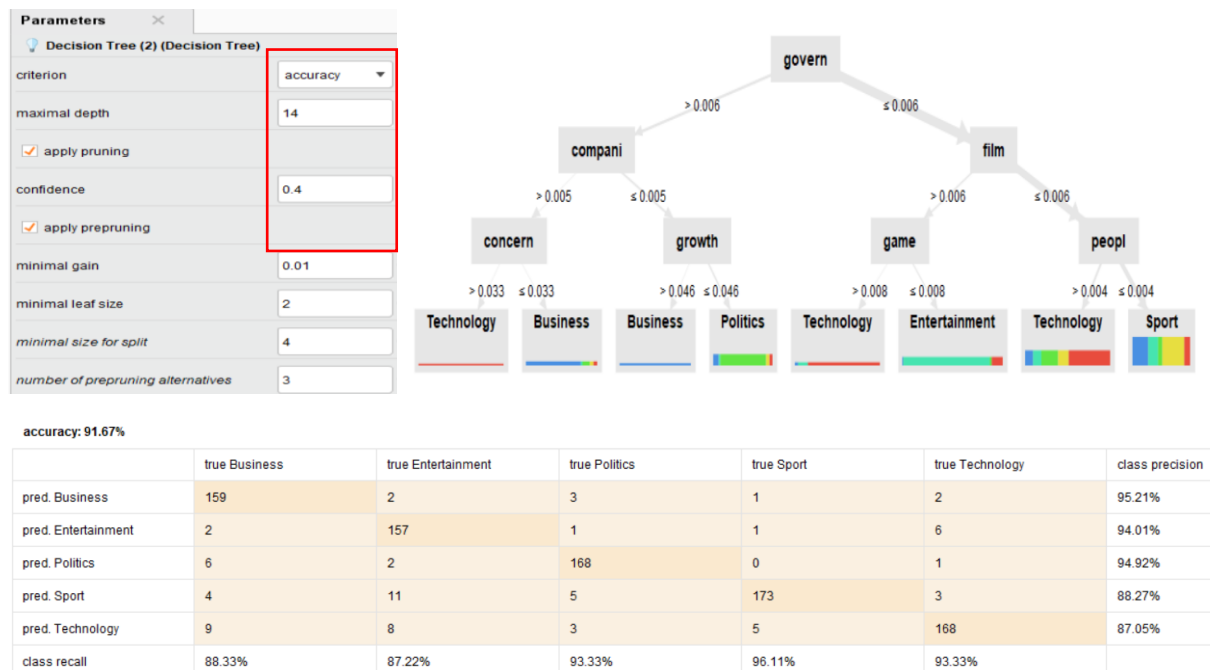 Parameters ×
Decision Tree (2) (Decision Tree)
criterion accuracy
maximal depth 14
apply pruning
confidence 0.4
apply prepruning
minimal gain 0.01
minimal leaf size 2
minimal size for split 4
number of prepruning alternatives 3
govern
> 0.006 ≤ 0.006
compani film
> 0.005 ≤ 0.005 > 0.006 ≤ 0.006
concern growth game peopl
> 0.033 ≤ 0.033 > 0.046 ≤ 0.046 > 0.008 ≤ 0.008 > 0.004 ≤ 0.004
Technology Business Business Politics Technology Entertainment Technology Sport
accuracy: 91.67%
true Business true Entertainment true Politics true Sport true Technology class precision
pred. Business 159 2 3 1 2 95.21%
pred. Entertainment 2 157 1 1 6 94.01%
pred. Politics 6 2 168 0 1 94.92%
pred. Sport 4 11 5 173 3 88.27%
pred. Technology 9 8 3 5 168 87.05%
class recall 88.33% 87.22% 93.33% 96.11% 93.33%